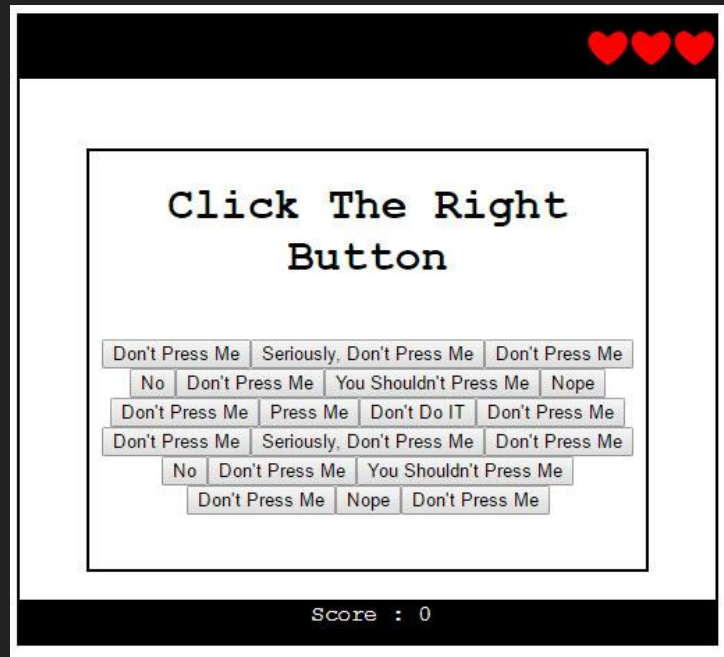 Click The Right
Button
Don't Press Me Seriously, Don't Press Me Don't Press Me
No Don't Press Me You Shouldn't Press Me Nope
Don't Press Me Press Me Don't Do IT Don't Press Me
Don't Press Me Seriously, Don't Press Me Don't Press Me
No Don't Press Me You Shouldn't Press Me
Don't Press Me Nope Don't Press Me
Score : 0